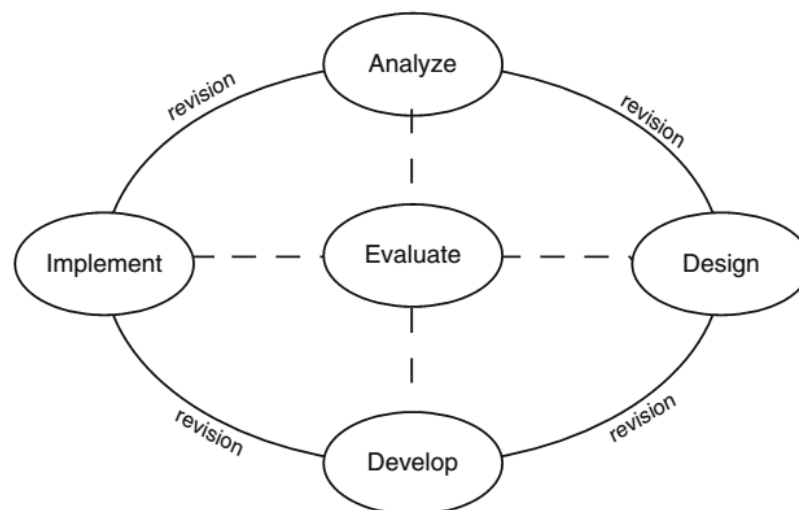 Analyze
revision
revision
Implement
Evaluate
Design
revision
revision
Develop